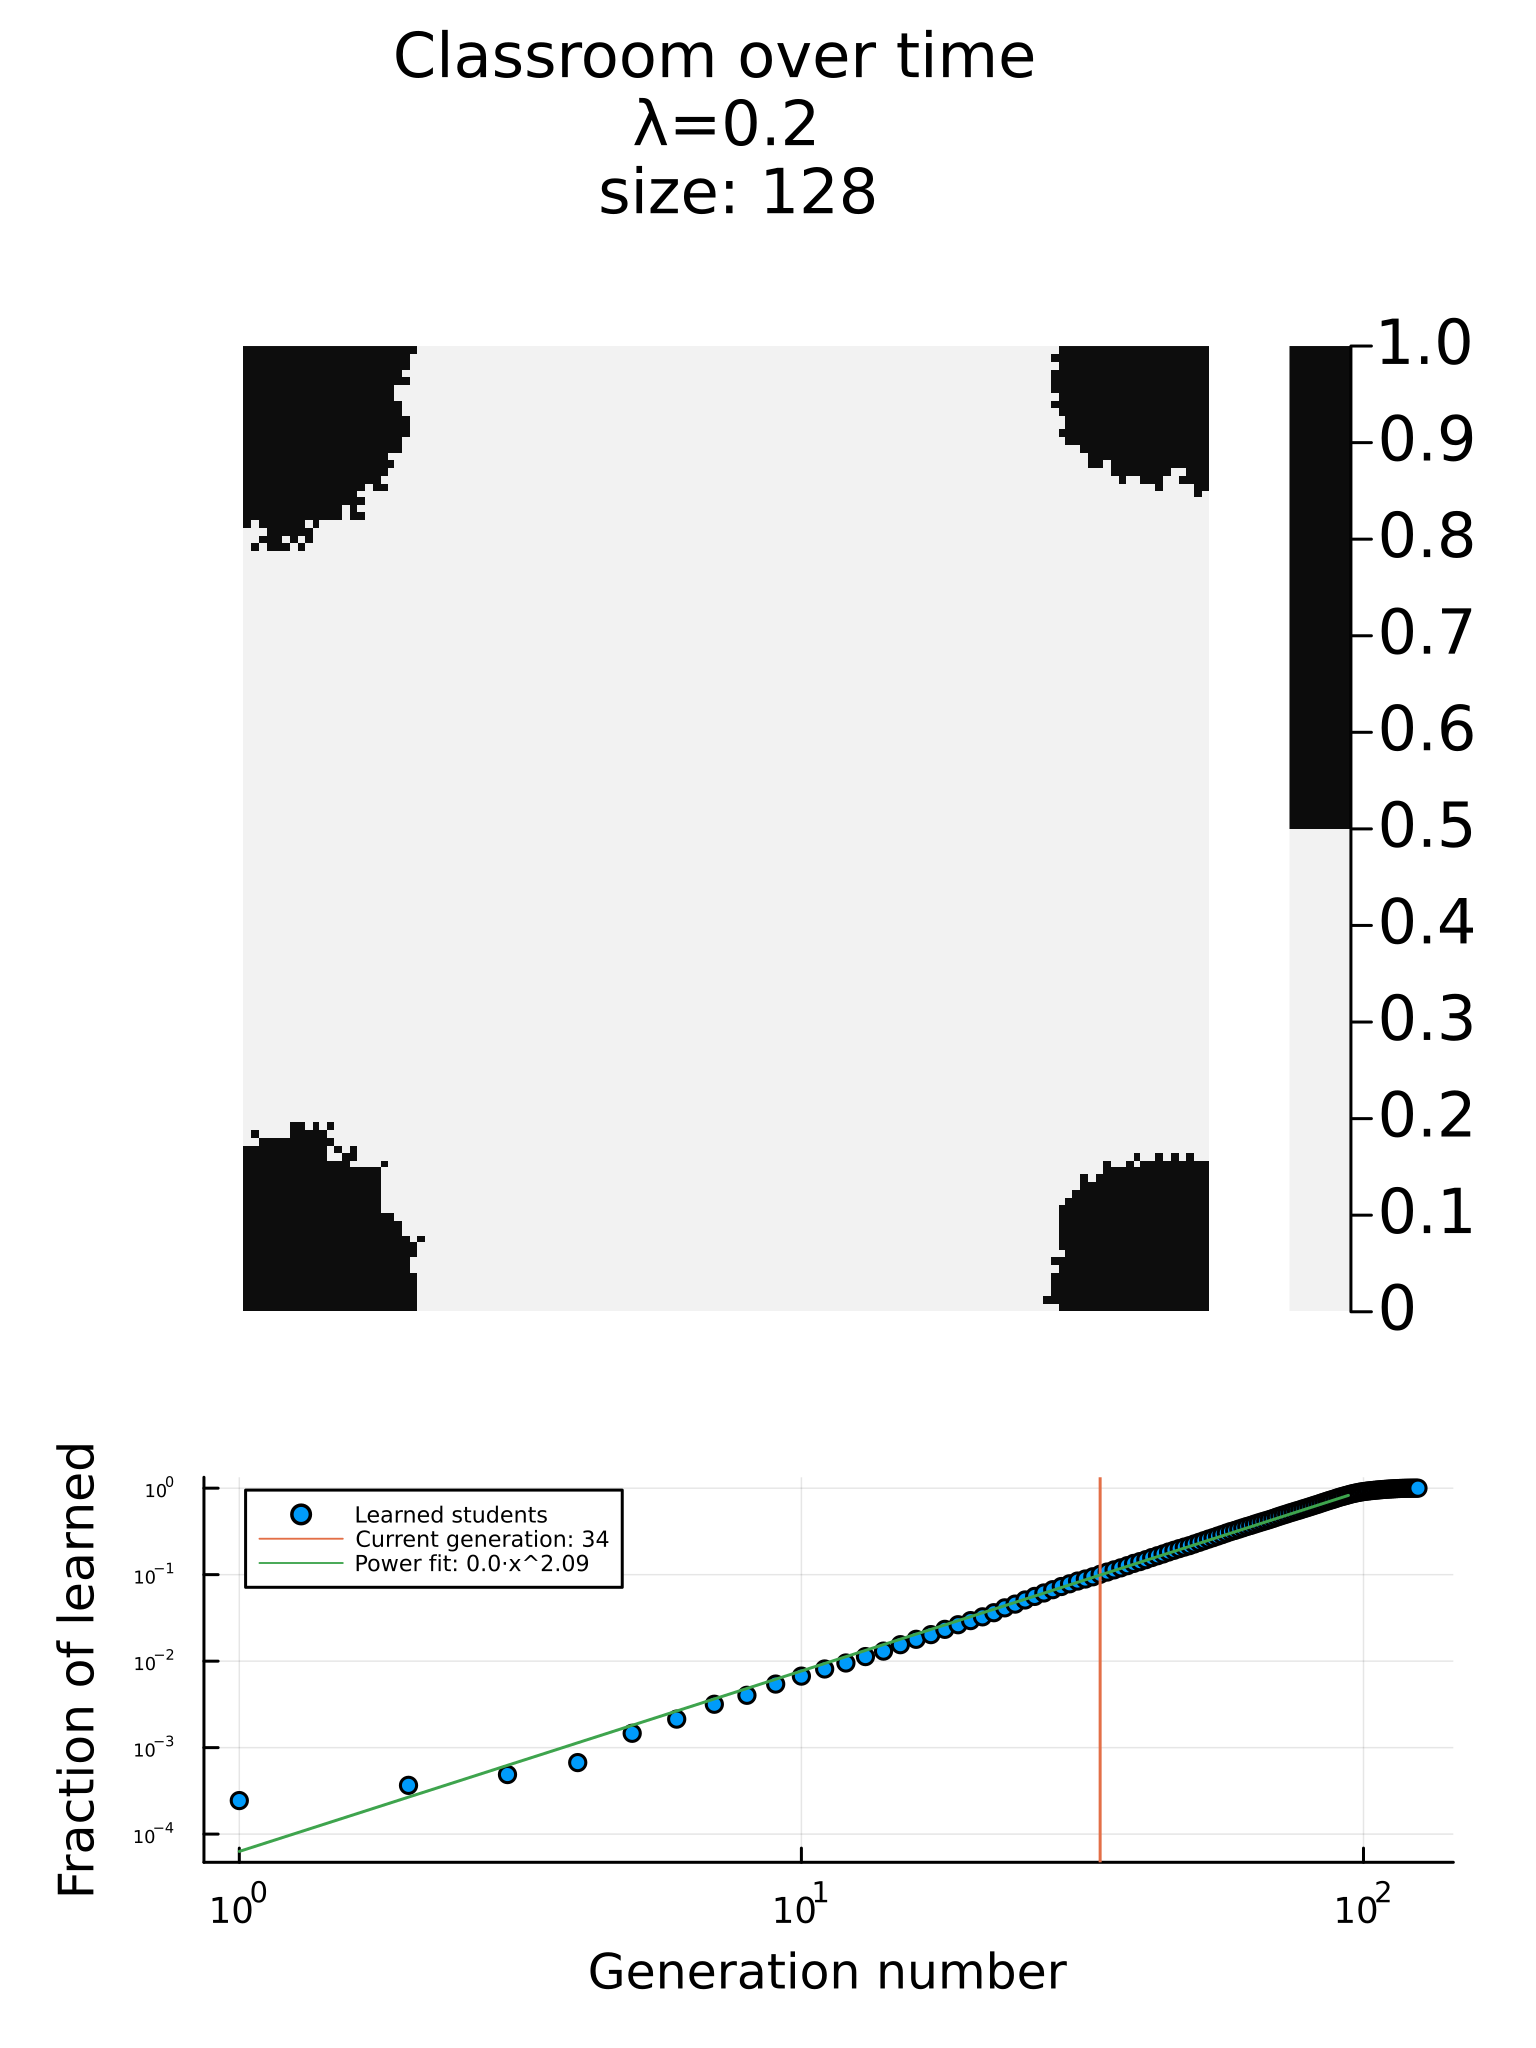 Classroom over time
λ=0.2
size: 128
1.0
0.9
0.8
0.7
0.6
0.5
0.4
0.3
0.2
0.1
0
Fraction of learned
10⁰
10⁻¹
10⁻²
10⁻³
10⁻⁴
Learned students
Current generation: 34
Power fit: 0.0·x^2.09
10⁰ 10¹ 10²
Generation number